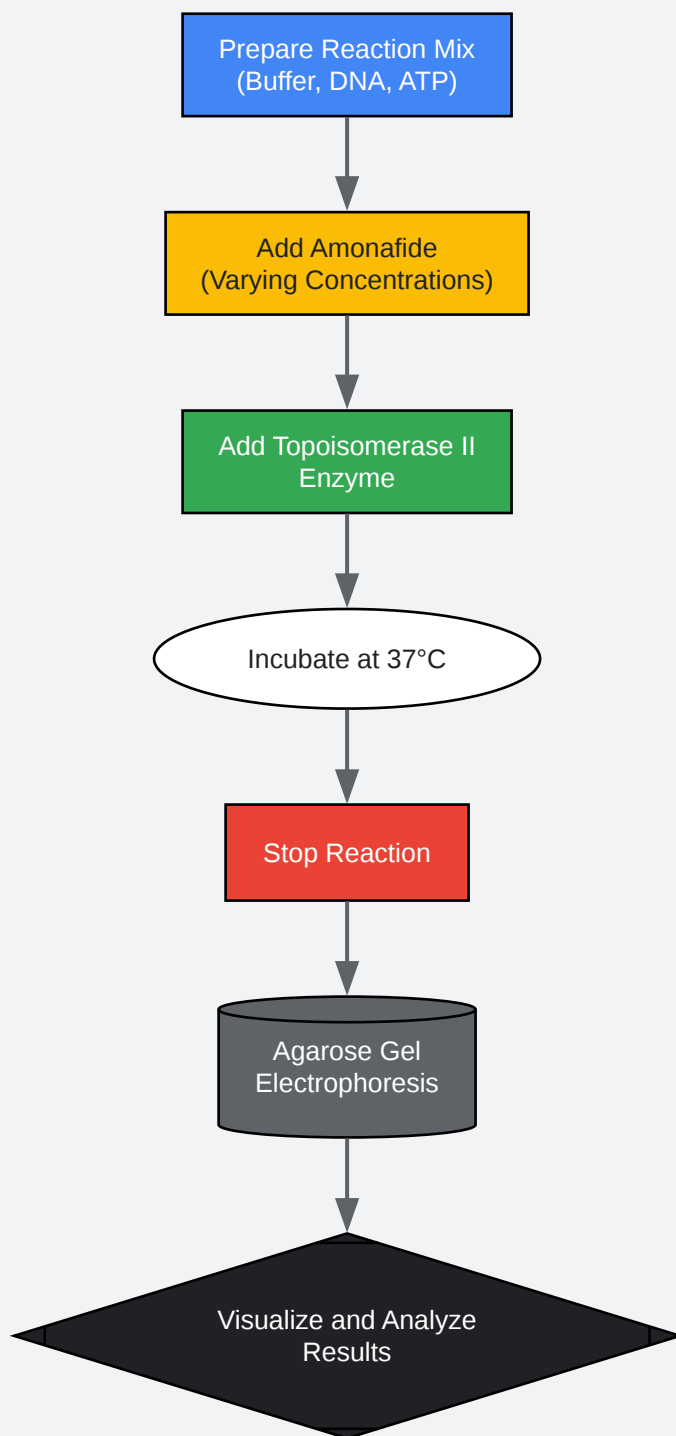 Prepare Reaction Mix
(Buffer, DNA, ATP)
Add Amonafide
(Varying Concentrations)
Add Topoisomerase II
Enzyme
Incubate at 37°C
Stop Reaction
Agarose Gel
Electrophoresis
Visualize and Analyze
Results